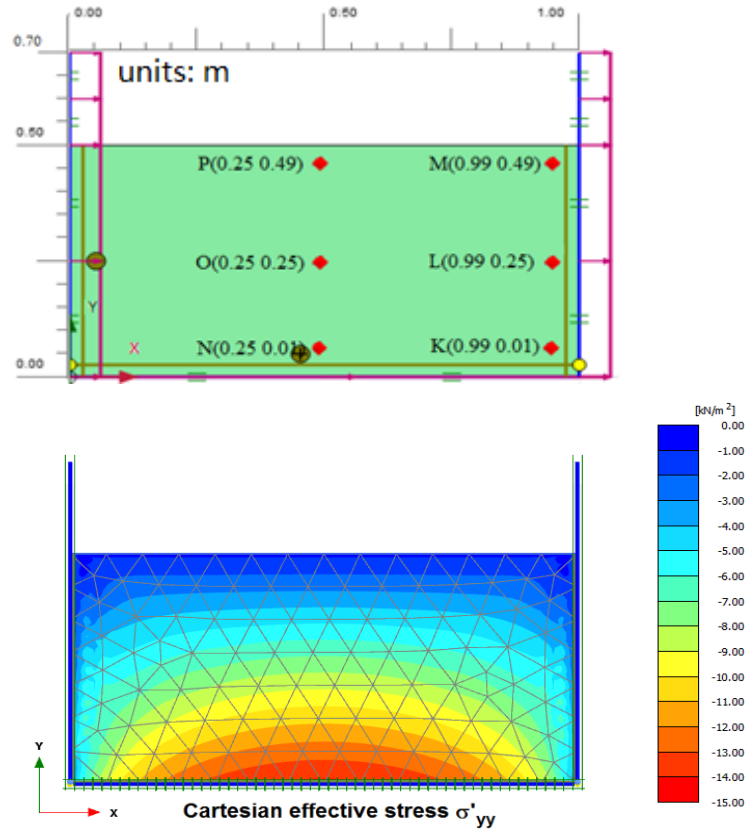 0.00 0.50 1.00
0.70
units: m
0.50
P(0.25 0.49) M(0.99 0.49)
O(0.25 0.25) L(0.99 0.25)
Y
X
N(0.25 0.01) K(0.99 0.01)
0.00
[kN/m²]
0.00
-1.00
-2.00
-3.00
-4.00
-5.00
-6.00
-7.00
-8.00
-9.00
-10.00
-11.00
-12.00
-13.00
-14.00
-15.00
Y
X
Cartesian effective stress σ'yy